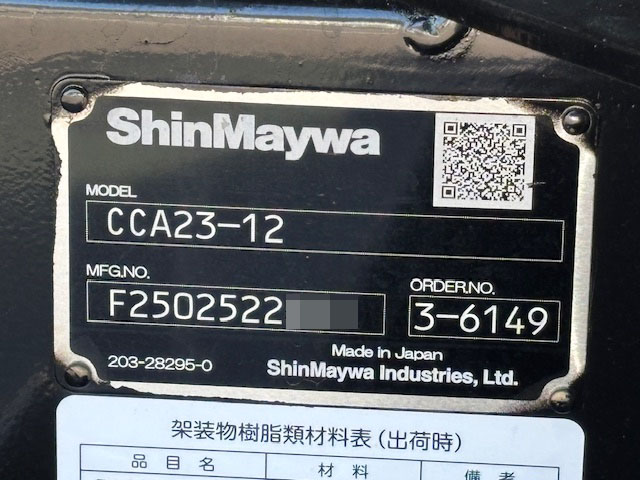 ShinMaywa
MODEL
CCA23-12
MFG.NO.
F2502522
ORDER.NO.
3-6149
203-28295-0
Made in Japan
ShinMaywa Industries, Ltd.
架装物樹脂類材料表(出荷時)
品目名 材料 備考